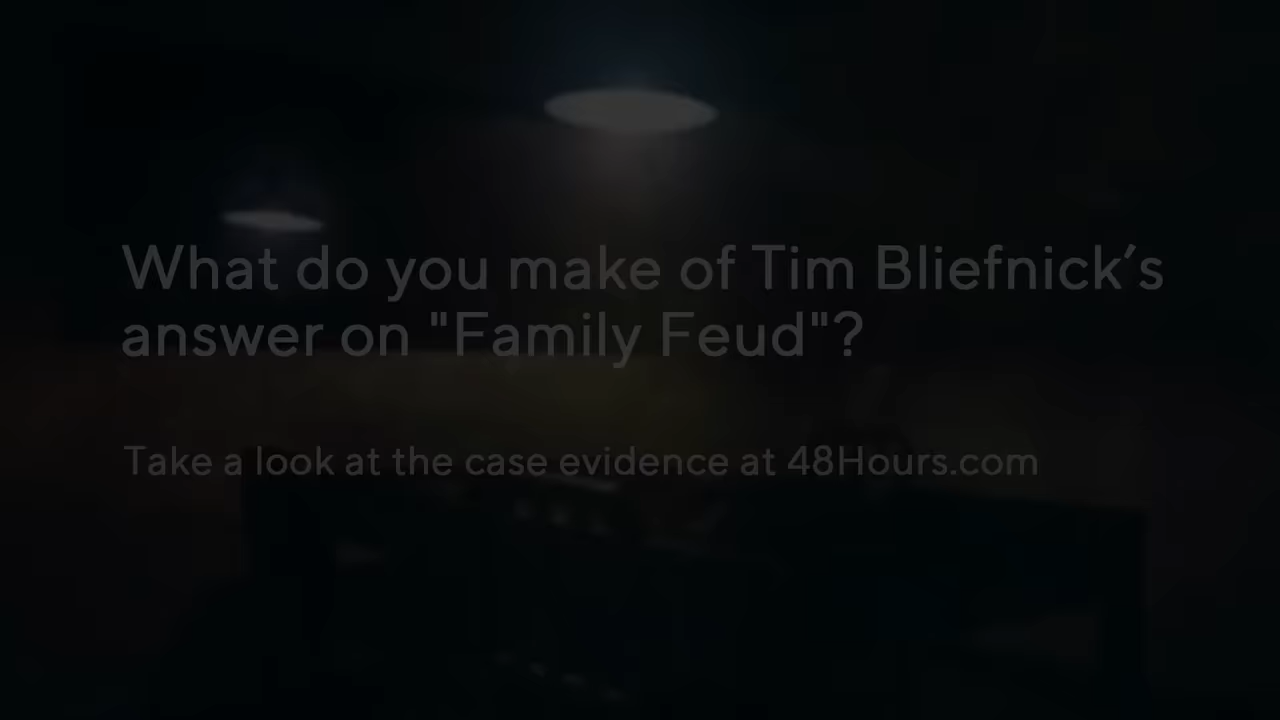 What do you make of Tim Bliefnick’s
answer on "Family Feud"?
Take a look at the case evidence at 48Hours.com